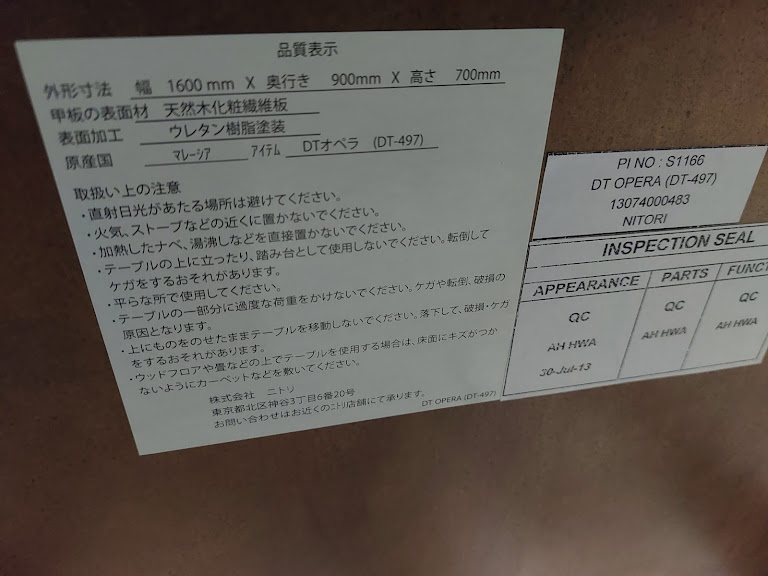 品質表示
外形寸法 幅 1600 mm X 奥行き 900mm X 高さ 700mm
甲板の表面材 天然木化粧繊維板
表面加工 ウレタン樹脂塗装
原産国 マレーシア アイテム DTオペラ (DT-497)
取扱い上の注意
・直射日光があたる場所は避けてください。
・火気、ストーブなどの近くに置かないでください。
・加熱したナベ、湯沸しなどを直接置かないでください。
・テーブルの上に立ったり、踏み台として使用しないでください。転倒して
ケガをするおそれがあります。
・平らな所で使用してください。
・テーブルの一部分に過度な荷重をかけないでください。ケガや転倒、破損の
原因となります。
・上にものをのせたままテーブルを移動しないでください。落下して、破損・ケガ
をするおそれがあります。
・ウッドフロアや畳などの上でテーブルを使用する場合は、床面にキズがつか
ないようにカーペットなどを敷いてください。
株式会社 ニトリ
東京都北区神谷3丁目6番20号
お問い合わせはお近くのニトリ店舗にて承ります。
DT OPERA (DT-497)
PI NO : S1166
DT OPERA (DT-497)
13074000483
NITORI
INSPECTION SEAL
APPEARANCE PARTS FUNCT
QC QC QC
AH HWA AH HWA AH HWA
30-Jul-13